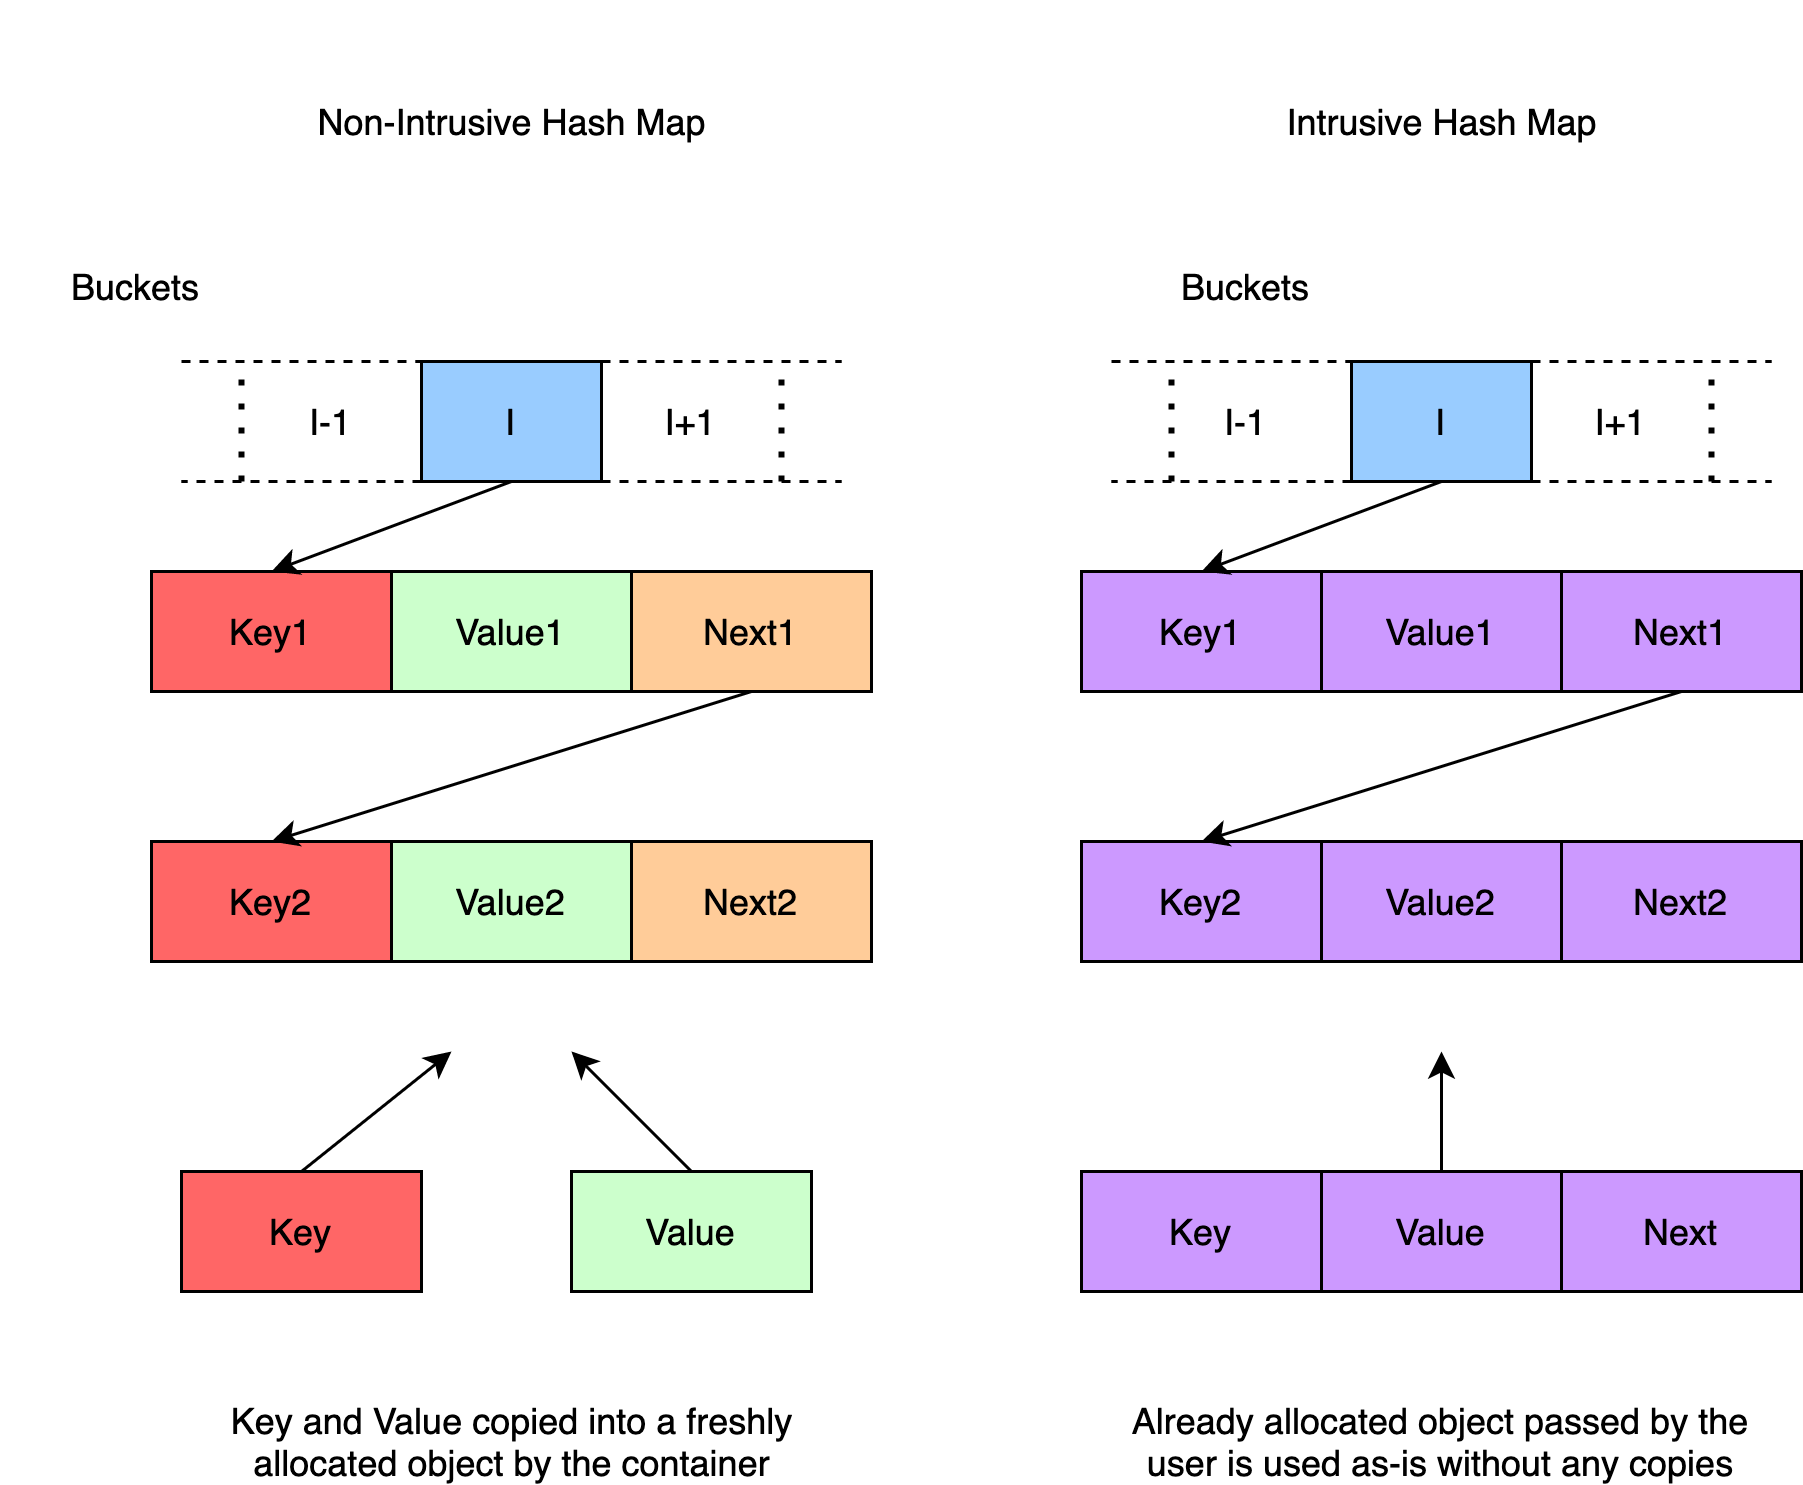 Non-Intrusive Hash Map
Buckets
I-1
I
I+1
Key1
Value1
Next1
Key2
Value2
Next2
Key
Value
Key and Value copied into a freshly
allocated object by the container
Intrusive Hash Map
Buckets
I-1
I
I+1
Key1
Value1
Next1
Key2
Value2
Next2
Key
Value
Next
Already allocated object passed by the
user is used as-is without any copies